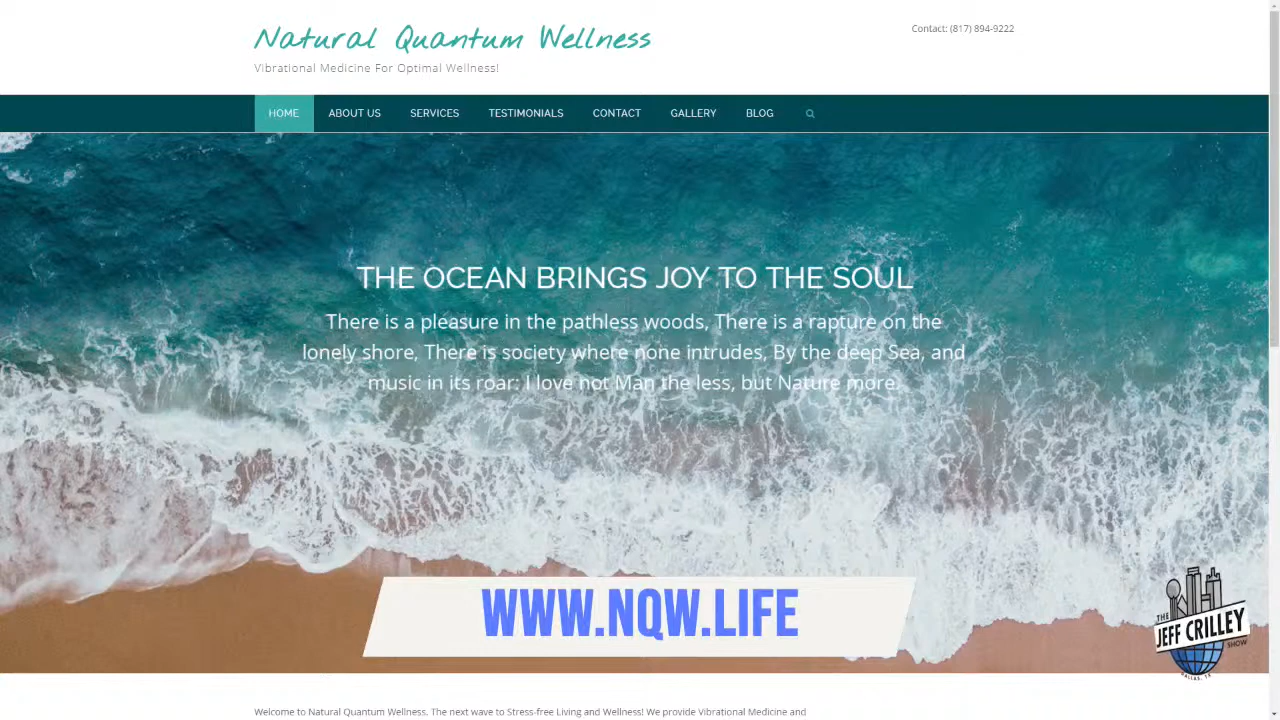 Natural Quantum Wellness
Contact: (817) 894-9222
Vibrational Medicine For Optimal Wellness!
HOME ABOUT US SERVICES TESTIMONIALS CONTACT GALLERY BLOG
THE OCEAN BRINGS JOY TO THE SOUL
There is a pleasure in the pathless woods, There is a rapture on the
lonely shore, There is society where none intrudes, By the deep Sea, and
music in its roar: I love not Man the less, but Nature more.
WWW.NQW.LIFE
THE
JEFF CRILLEY
SHOW
DALLAS, TX
Welcome to Natural Quantum Wellness. The next wave to Stress-free Living and Wellness! We provide Vibrational Medicine and